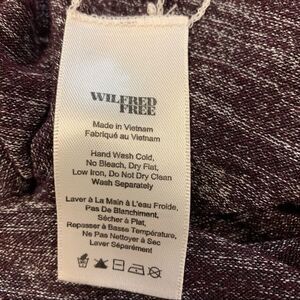 WILFRED
FREE
Made in Vietnam
Fabriqué au Vietnam
Hand Wash Cold,
No Bleach, Dry Flat,
Low Iron, Do Not Dry Clean
Wash Separately
Laver à La Main à L'eau Froide,
Pas De Blanchiment,
Sécher à Plat,
Repasser à Basse Température,
Ne Pas Nettoyer à Sec
Laver Séparément